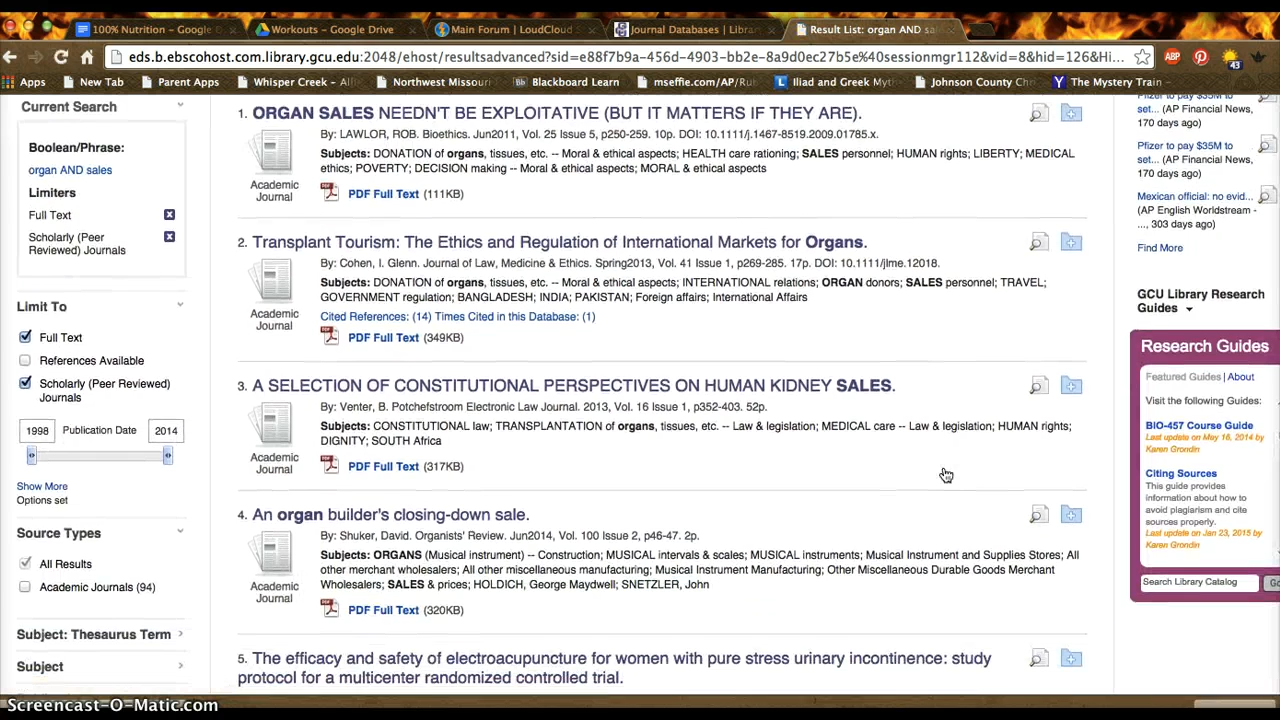 100% Nutrition - Google D
Workouts - Google Drive
Main Forum | LoudCloud S
Journal Databases | Library
Result List: organ AND sa
eds.b.ebscohost.com.library.gcu.edu:2048/ehost/resultsadvanced?sid=e88f7b9a-456d-4903-bb2e-8a9d0ec27b5e%40sessionmgr112&vid=8&hid=126&Hi...
ABP
43
Apps
New Tab
Parent Apps
Whisper Creek - All...
Northwest Missouri...
Bb Blackboard Learn
mseffie.com/AP/Ru...
Iliad and Greek Myth...
Johnson County Ch...
The Mystery Tra...
Current Search
Boolean/Phrase:
organ AND sales
Limiters
Full Text
Scholarly (Peer
Reviewed) Journals
Limit To
Full Text
References Available
Scholarly (Peer Reviewed)
Journals
1998 Publication Date 2014
Show More
Options set
Source Types
All Results
Academic Journals (94)
Subject: Thesaurus Term
Subject
1. ORGAN SALES NEEDN'T BE EXPLOITATIVE (BUT IT MATTERS IF THEY ARE).
By: LAWLOR, ROB. Bioethics. Jun2011, Vol. 25 Issue 5, p250-259. 10p. DOI: 10.1111/j.1467-8519.2009.01785.x.
Subjects: DONATION of organs, tissues, etc. -- Moral & ethical aspects; HEALTH care rationing; SALES personnel; HUMAN rights; LIBERTY; MEDICAL
ethics; POVERTY; DECISION making -- Moral & ethical aspects; MORAL & ethical aspects
Academic
Journal
PDF Full Text (111KB)
2. Transplant Tourism: The Ethics and Regulation of International Markets for Organs.
By: Cohen, I. Glenn. Journal of Law, Medicine & Ethics. Spring2013, Vol. 41 Issue 1, p269-285. 17p. DOI: 10.1111/jlme.12018.
Subjects: DONATION of organs, tissues, etc. -- Moral & ethical aspects; INTERNATIONAL relations; ORGAN donors; SALES personnel; TRAVEL;
GOVERNMENT regulation; BANGLADESH; INDIA; PAKISTAN; Foreign affairs; International Affairs
Academic
Journal
Cited References: (14) Times Cited in this Database: (1)
PDF Full Text (349KB)
3. A SELECTION OF CONSTITUTIONAL PERSPECTIVES ON HUMAN KIDNEY SALES.
By: Venter, B. Potchefstroom Electronic Law Journal. 2013, Vol. 16 Issue 1, p352-403. 52p.
Subjects: CONSTITUTIONAL law; TRANSPLANTATION of organs, tissues, etc. -- Law & legislation; MEDICAL care -- Law & legislation; HUMAN rights;
DIGNITY; SOUTH Africa
Academic
Journal
PDF Full Text (317KB)
4. An organ builder's closing-down sale.
By: Shuker, David. Organists' Review. Jun2014, Vol. 100 Issue 2, p46-47. 2p.
Subjects: ORGANS (Musical instrument) -- Construction; MUSICAL intervals & scales; MUSICAL instruments; Musical Instrument and Supplies Stores; All
other merchant wholesalers; All other miscellaneous manufacturing; Musical Instrument Manufacturing; Other Miscellaneous Durable Goods Merchant
Wholesalers; SALES & prices; HOLDICH, George Maydwell; SNETZLER, John
Academic
Journal
PDF Full Text (320KB)
5. The efficacy and safety of electroacupuncture for women with pure stress urinary incontinence: study
protocol for a multicenter randomized controlled trial.
Pfizer to pay $35M to
set... (AP Financial News,
170 days ago)
Pfizer to pay $35M to
set... (AP Financial News,
170 days ago)
Mexican official: no evid...
(AP English Worldstream -
, 303 days ago)
Find More
GCU Library Research
Guides
Research Guides
Featured Guides | About
Visit the following Guides:
BIO-457 Course Guide
Last update on May 16, 2014 by
Karen Grondin
Citing Sources
This guide provides
information about how to
avoid plagiarism and cite
sources properly.
Last update on Jan 23, 2015 by
Karen Grondin
Search Library Catalog
Go
Screencast-O-Matic.com